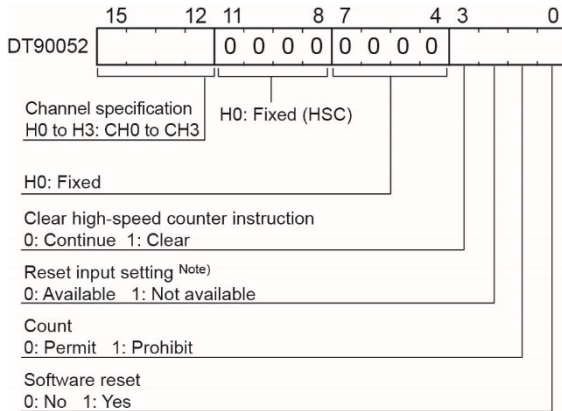 15 12 11 8 7 4 3 0
DT90052 0 0 0 0 0 0 0 0
Channel specification
H0 to H3: CH0 to CH3
H0: Fixed (HSC)
H0: Fixed
Clear high-speed counter instruction
0: Continue 1: Clear
Reset input setting Note)
0: Available 1: Not available
Count
0: Permit 1: Prohibit
Software reset
0: No 1: Yes